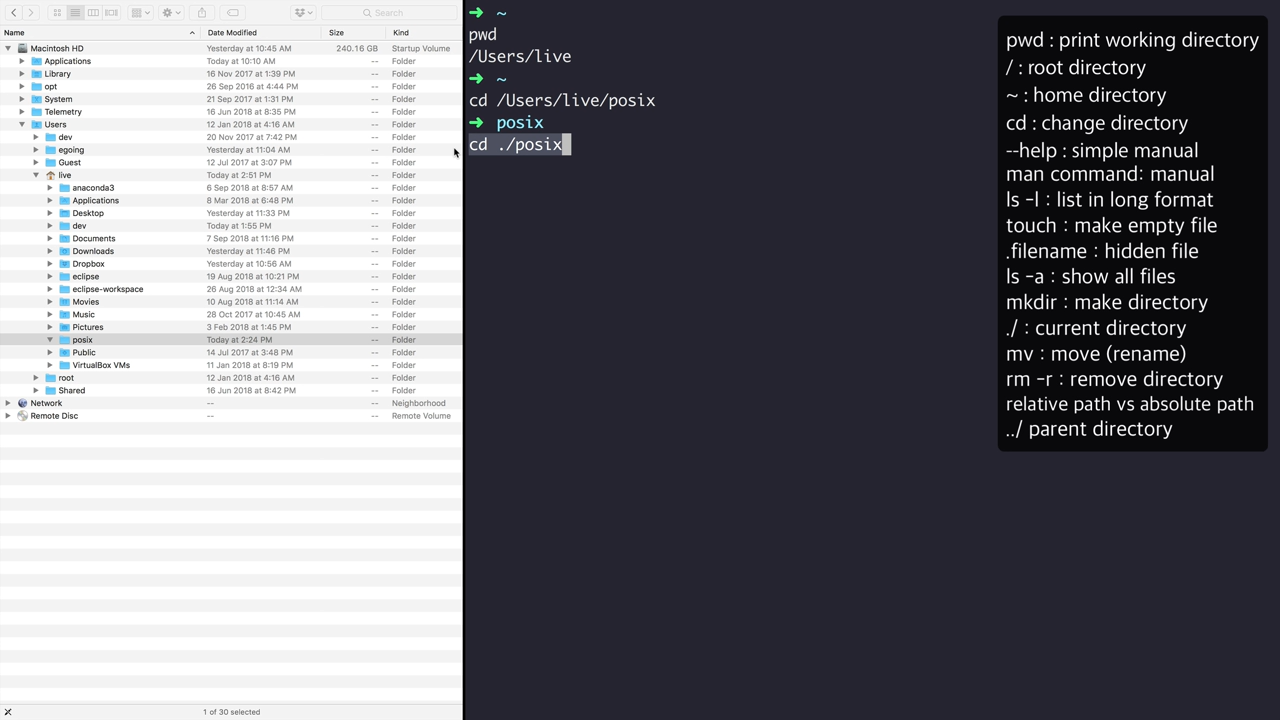 Search
Name Date Modified Size Kind
Macintosh HD Yesterday at 10:45 AM 240.16 GB Startup Volume
Applications Today at 10:10 AM -- Folder
Library 16 Nov 2017 at 1:39 PM -- Folder
opt 26 Sep 2016 at 4:44 PM -- Folder
System 21 Sep 2017 at 1:31 PM -- Folder
Telemetry 16 Jun 2018 at 8:35 PM -- Folder
Users 12 Jan 2018 at 4:16 AM -- Folder
dev 20 Nov 2017 at 7:42 PM -- Folder
egoing Yesterday at 11:04 AM -- Folder
Guest 12 Jul 2017 at 3:07 PM -- Folder
live Today at 2:51 PM -- Folder
anaconda3 6 Sep 2018 at 8:57 AM -- Folder
Applications 8 Mar 2018 at 6:48 PM -- Folder
Desktop Yesterday at 11:33 PM -- Folder
dev Today at 1:55 PM -- Folder
Documents 7 Sep 2018 at 11:16 PM -- Folder
Downloads Yesterday at 11:46 PM -- Folder
Dropbox Yesterday at 10:56 AM -- Folder
eclipse 19 Aug 2018 at 10:21 PM -- Folder
eclipse-workspace 26 Aug 2018 at 12:34 AM -- Folder
Movies 10 Aug 2018 at 11:14 AM -- Folder
Music 28 Oct 2017 at 10:45 AM -- Folder
Pictures 3 Feb 2018 at 1:45 PM -- Folder
posix Today at 2:24 PM -- Folder
Public 14 Jul 2017 at 3:48 PM -- Folder
VirtualBox VMs 11 Jan 2018 at 8:19 PM -- Folder
root 12 Jan 2018 at 4:16 AM -- Folder
Shared 16 Jun 2018 at 8:42 PM -- Folder
Network -- -- Neighborhood
Remote Disc -- -- Remote Volume
1 of 30 selected
➜ ~
pwd
/Users/live
➜ ~
cd /Users/live/posix
➜ posix
cd ./posix
pwd : print working directory
/ : root directory
~ : home directory
cd : change directory
--help : simple manual
man command: manual
ls -l : list in long format
touch : make empty file
.filename : hidden file
ls -a : show all files
mkdir : make directory
./ : current directory
mv : move (rename)
rm -r : remove directory
relative path vs absolute path
../ parent directory